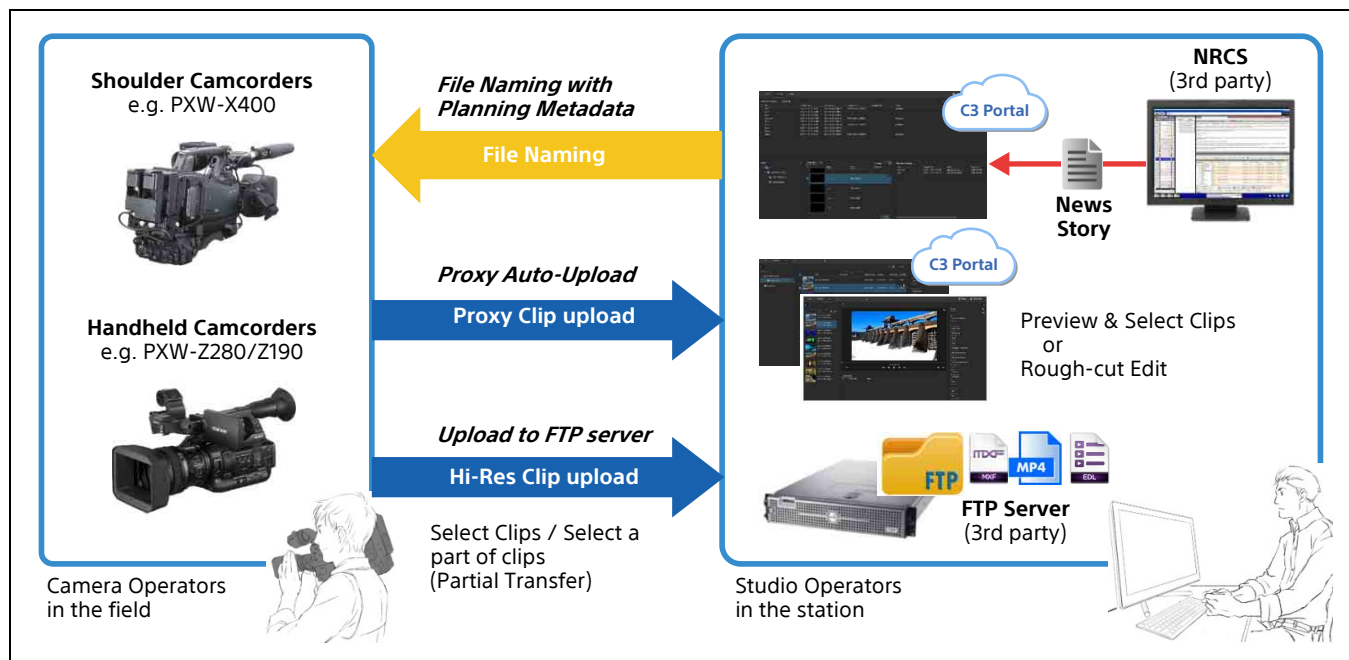 Shoulder Camcorders
e.g. PXW-X400
Handheld Camcorders
e.g. PXW-Z280/Z190
Camera Operators
in the field
File Naming with
Planning Metadata
File Naming
Proxy Auto-Upload
Proxy Clip upload
Upload to FTP server
Hi-Res Clip upload
Select Clips / Select a
part of clips
(Partial Transfer)
C3 Portal
News
Story
NRCS
(3rd party)
C3 Portal
Preview & Select Clips
or
Rough-cut Edit
FTP
MXF
MP4
EDL
FTP Server
(3rd party)
Studio Operators
in the station